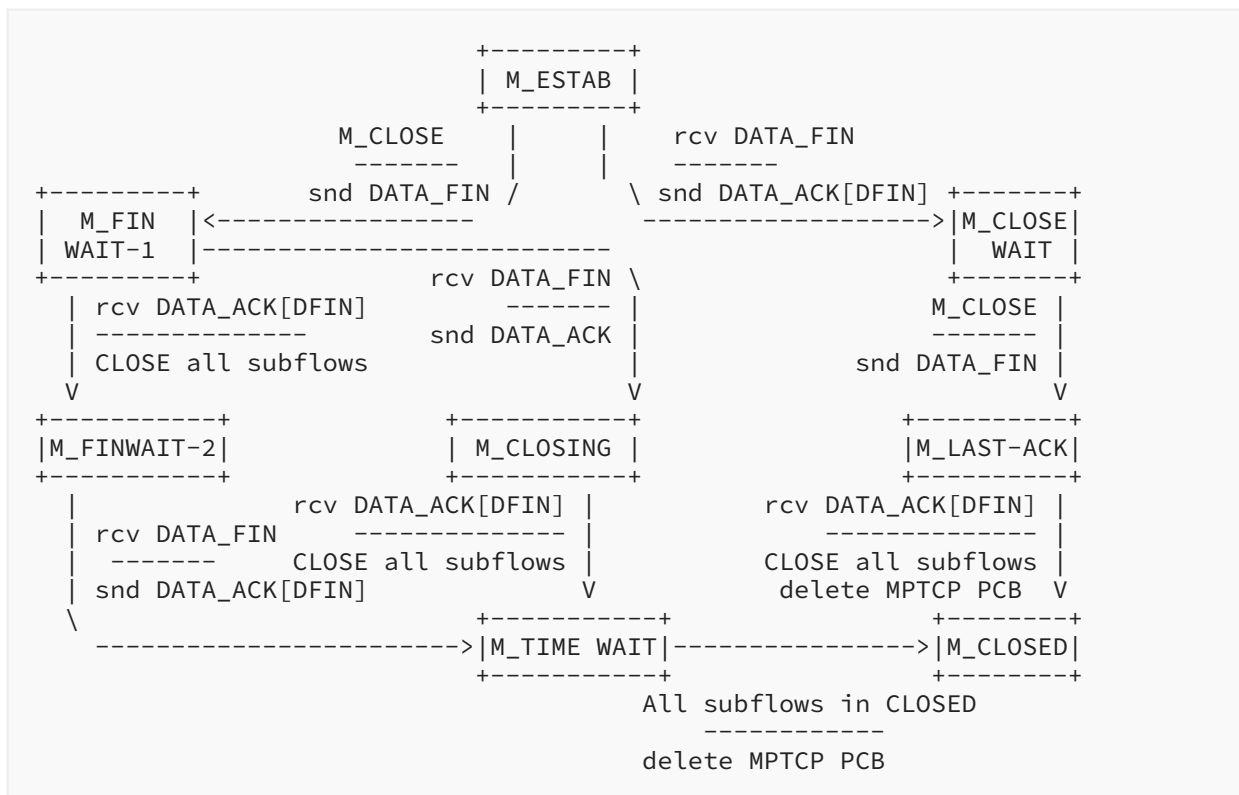 +---------+
                                 | M_ESTAB |
                                 +---------+
                       M_CLOSE    |     |    rcv DATA_FIN
                        -------   |     |    -------
+---------+       snd DATA_FIN /       \ snd DATA_ACK[DFIN] +-------+
|  M_FIN  |<-----------------           ------------------->|M_CLOSE|
| WAIT-1  |---------------------------                      |  WAIT |
+---------+               rcv DATA_FIN \                    +-------+
  | rcv DATA_ACK[DFIN]         ------- |                   M_CLOSE |
  | --------------        snd DATA_ACK |                   ------- |
  | CLOSE all subflows                 |              snd DATA_FIN |
  V                                    V                           V
+-----------+              +-----------+                  +----------+
|M_FINWAIT-2|              | M_CLOSING |                  |M_LAST-ACK|
+-----------+              +-----------+                  +----------+
  |              rcv DATA_ACK[DFIN] |           rcv DATA_ACK[DFIN] |
  | rcv DATA_FIN     -------------- |               -------------- |
  |  -------     CLOSE all subflows |           CLOSE all subflows |
  | snd DATA_ACK[DFIN]              V            delete MPTCP PCB  V
  \                          +-----------+                  +--------+
    ------------------------>|M_TIME WAIT|---------------->|M_CLOSED|
                             +-----------+                  +--------+
                                        All subflows in CLOSED
                                            ------------
                                        delete MPTCP PCB